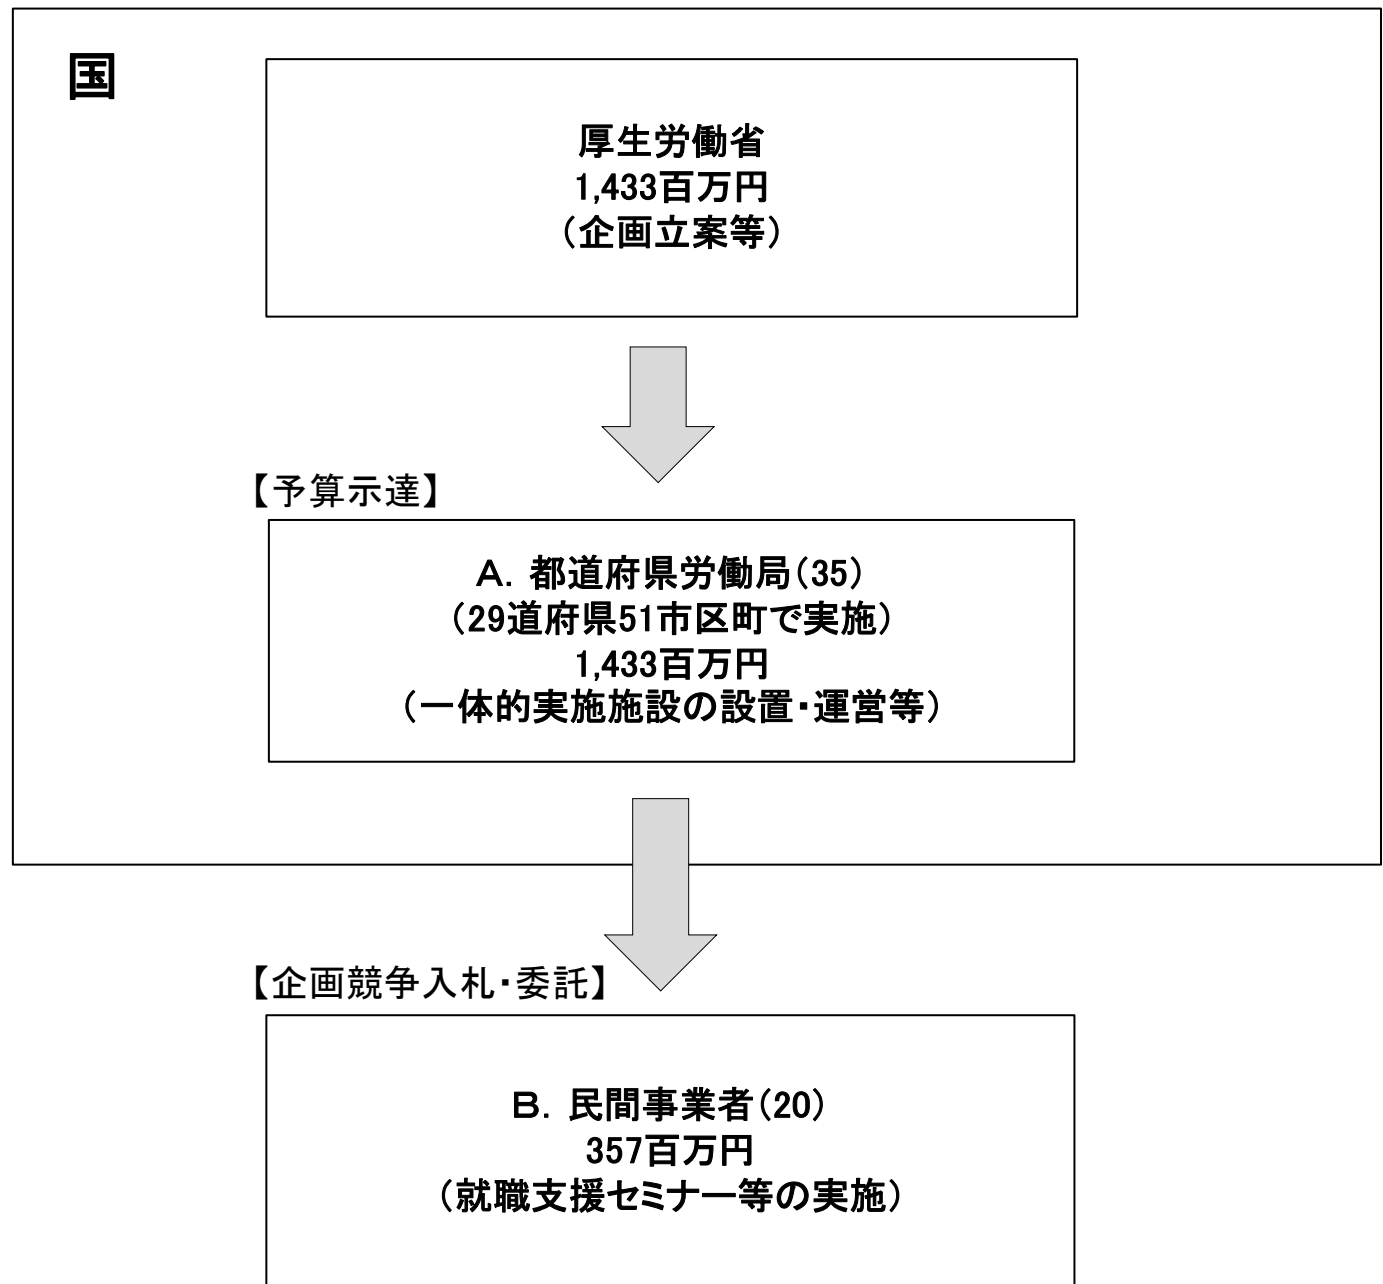 国
厚生労働省
1,433百万円
（企画立案等）
【予算示達】
Ａ．都道府県労働局（35）
（29道府県51市区町で実施）
1,433百万円
（一体的実施施設の設置・運営等）
【企画競争入札・委託】
Ｂ．民間事業者（20）
357百万円
（就職支援セミナー等の実施）